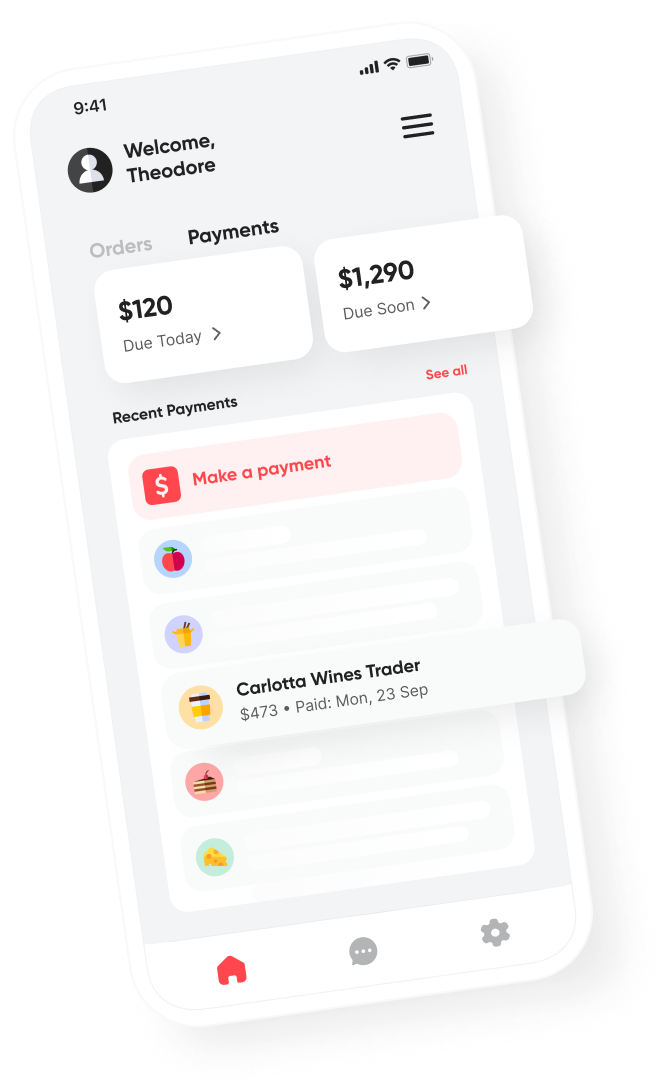 9:41
Welcome,
Theodore
Orders
Payments
$120
Due Today
$1,290
Due Soon
Recent Payments
See all
$
Make a payment
Carlotta Wines Trader
$473 • Paid: Mon, 23 Sep